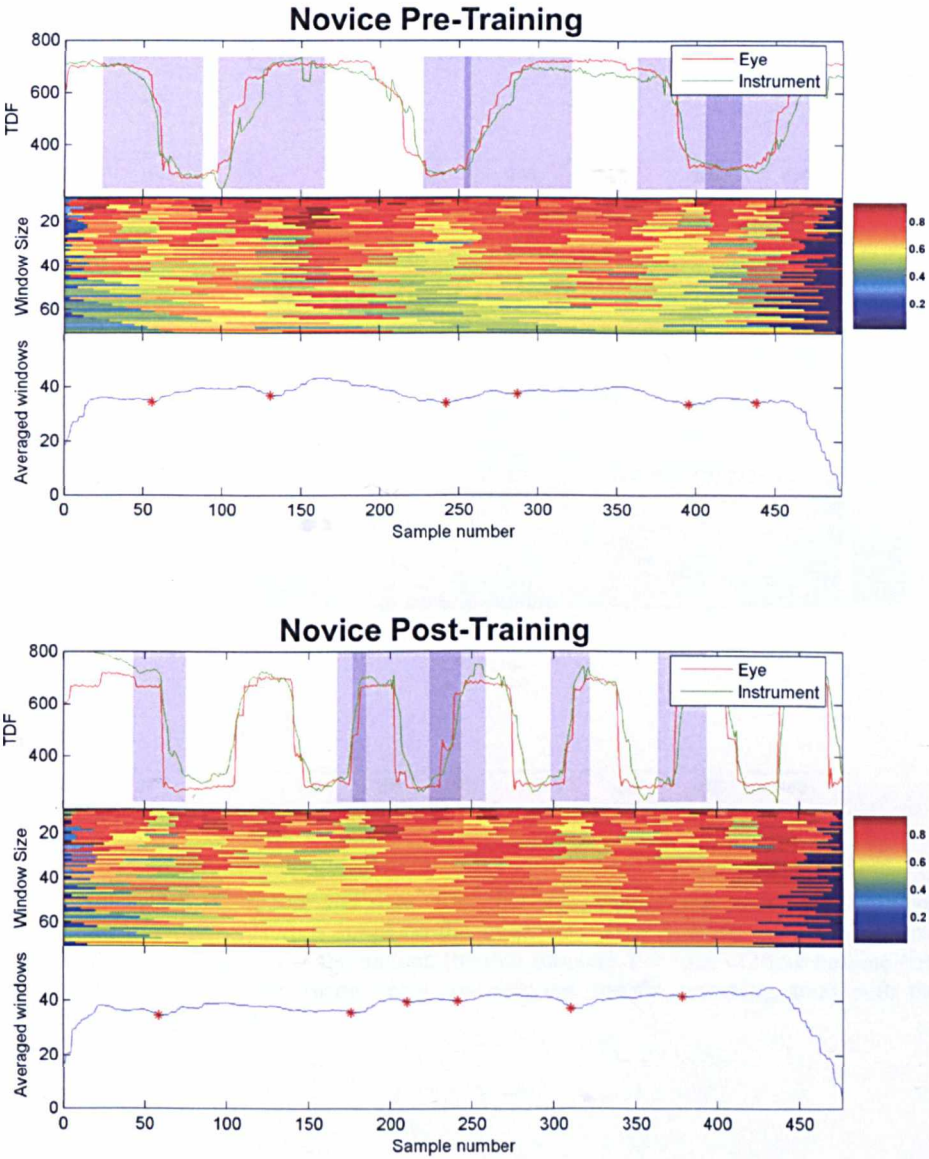 Novice Pre-Training
800
600
400
TDF
Eye
Instrument
20
40
60
Window Size
0.8
0.6
0.4
0.2
40
20
0
Averaged windows
0 50 100 150 200 250 300 350 400 450
Sample number
Novice Post-Training
800
600
400
TDF
Eye
Instrument
20
40
60
Window Size
0.8
0.6
0.4
0.2
40
20
0
Averaged windows
0 50 100 150 200 250 300 350 400 450
Sample number